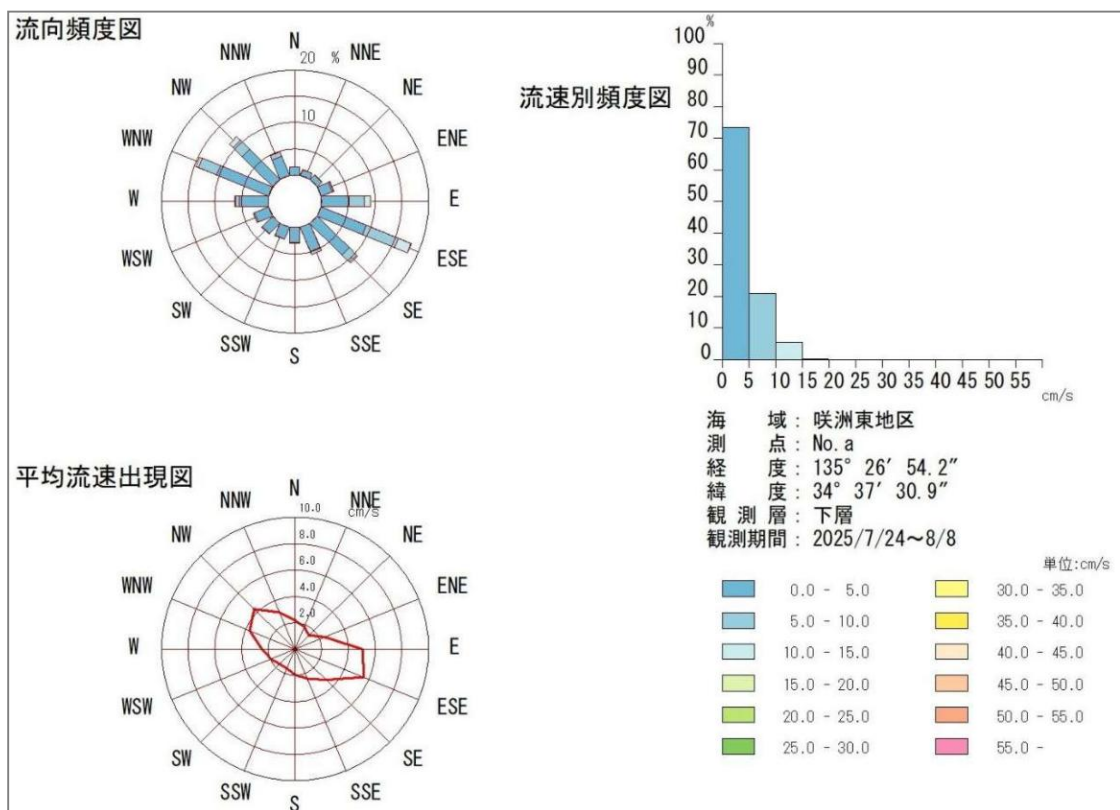 流向頻度図
N
20 %
NNE
NE
ENE
E
ESE
SE
SSE
S
SSW
SW
WSW
W
WNW
NW
NNW
10
流速別頻度図
%
100
90
80
70
60
50
40
30
20
10
0
0 5 10 15 20 25 30 35 40 45 50 55
cm/s
海 域 : 咲洲東地区
測 点 : No.a
経 度 : 135° 26′ 54.2″
緯 度 : 34° 37′ 30.9″
観 測 層 : 下層
観測期間 : 2025/7/24～8/8
平均流速出現図
N
10.0
cm/s
NNE
NE
ENE
E
ESE
SE
SSE
S
SSW
SW
WSW
W
WNW
NW
NNW
8.0
6.0
4.0
2.0
単位:cm/s
0.0 - 5.0
5.0 - 10.0
10.0 - 15.0
15.0 - 20.0
20.0 - 25.0
25.0 - 30.0
30.0 - 35.0
35.0 - 40.0
40.0 - 45.0
45.0 - 50.0
50.0 - 55.0
55.0 -